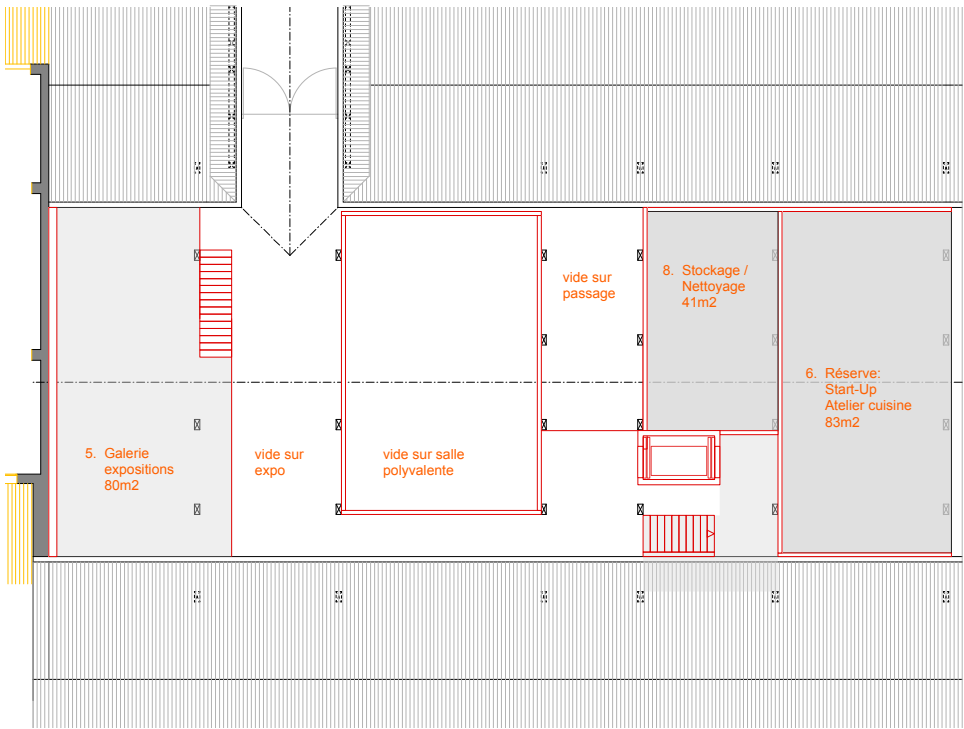 vide sur
passage
8. Stockage /
Nettoyage
41m2
6. Réserve:
Start-Up
Atelier cuisine
83m2
5. Galerie
expositions
80m2
vide sur
expo
vide sur salle
polyvalente